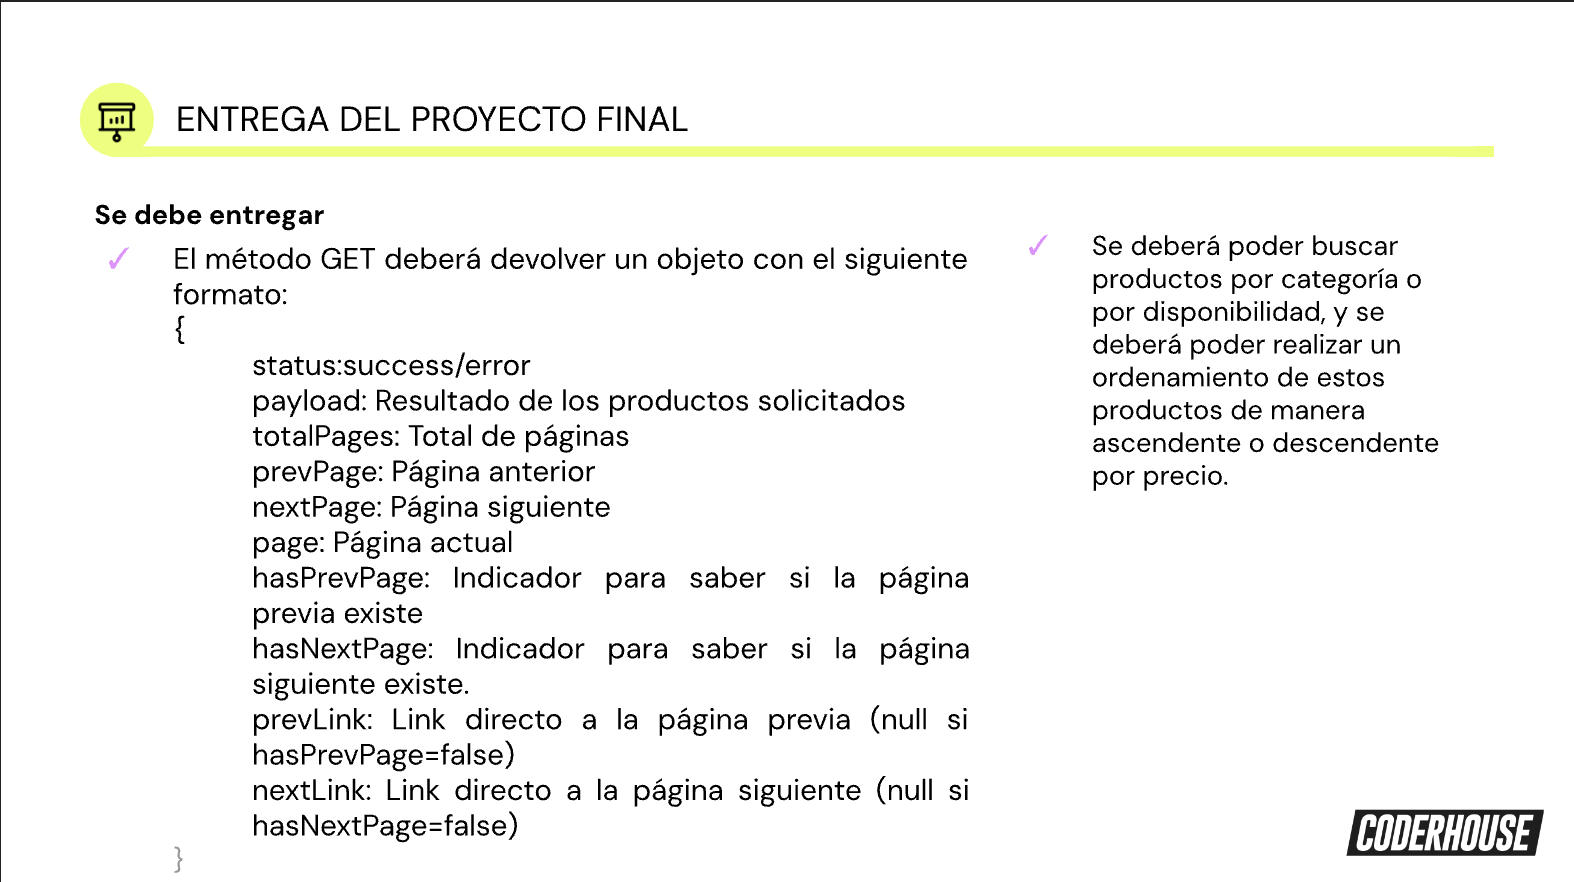 ENTREGA DEL PROYECTO FINAL
Se debe entregar
✓ El método GET deberá devolver un objeto con el siguiente
formato:
{
status:success/error
payload: Resultado de los productos solicitados
totalPages: Total de páginas
prevPage: Página anterior
nextPage: Página siguiente
page: Página actual
hasPrevPage: Indicador para saber si la página
previa existe
hasNextPage: Indicador para saber si la página
siguiente existe.
prevLink: Link directo a la página previa (null si
hasPrevPage=false)
nextLink: Link directo a la página siguiente (null si
hasNextPage=false)
}
✓ Se deberá poder buscar
productos por categoría o
por disponibilidad, y se
deberá poder realizar un
ordenamiento de estos
productos de manera
ascendente o descendente
por precio.
CODERHOUSE